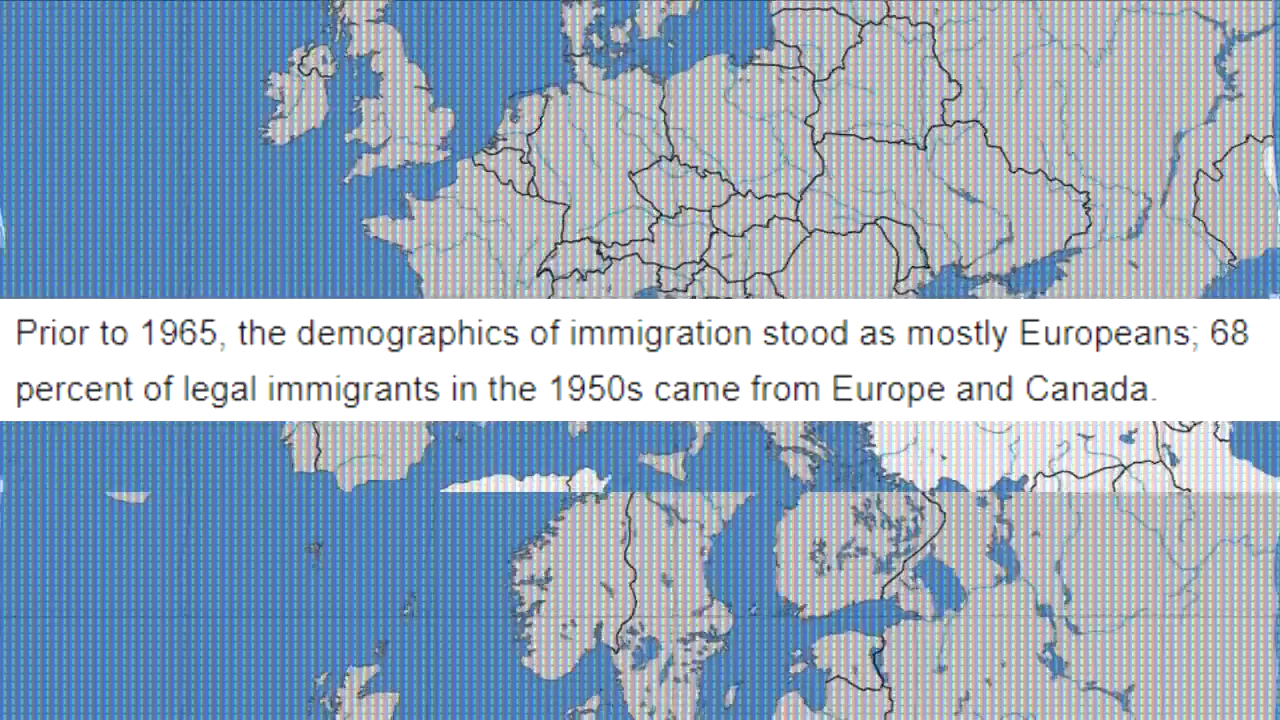 Prior to 1965, the demographics of immigration stood as mostly Europeans; 68
percent of legal immigrants in the 1950s came from Europe and Canada.